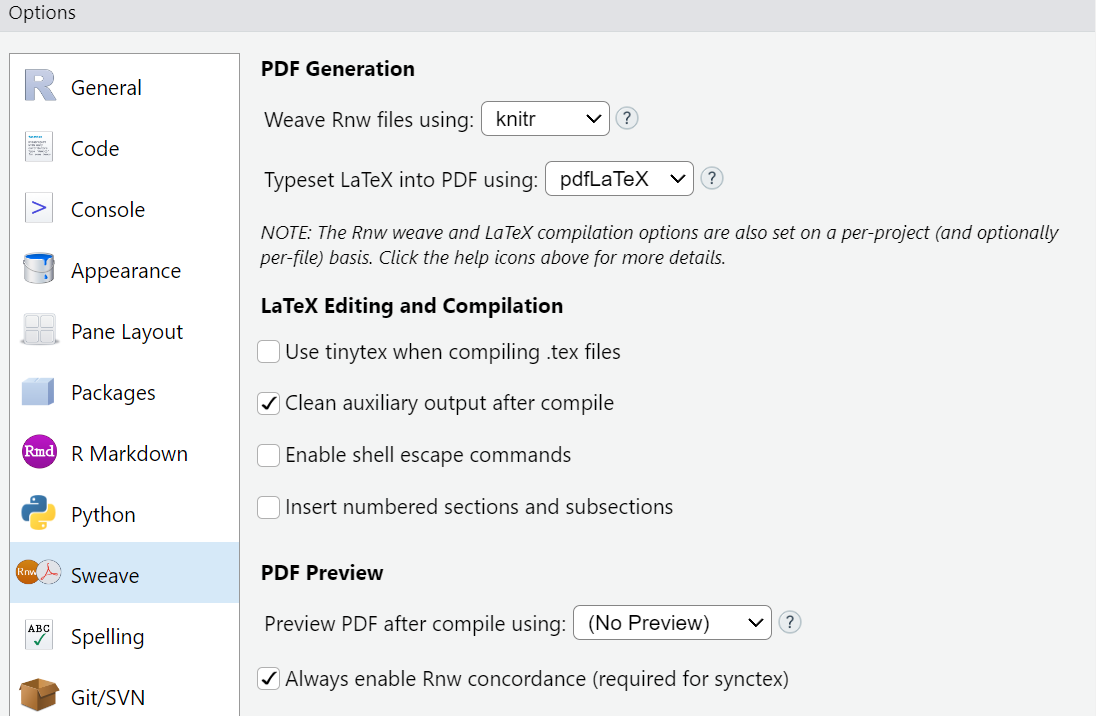 Options
General
Code
Console
Appearance
Pane Layout
Packages
Rmd R Markdown
Python
Rnw Sweave
ABC Spelling
Git/SVN
PDF Generation
Weave Rnw files using: knitr ?
Typeset LaTeX into PDF using: pdfLaTeX ?
NOTE: The Rnw weave and LaTeX compilation options are also set on a per-project (and optionally
per-file) basis. Click the help icons above for more details.
LaTeX Editing and Compilation
Use tinytex when compiling .tex files
Clean auxiliary output after compile
Enable shell escape commands
Insert numbered sections and subsections
PDF Preview
Preview PDF after compile using: (No Preview) ?
Always enable Rnw concordance (required for synctex)